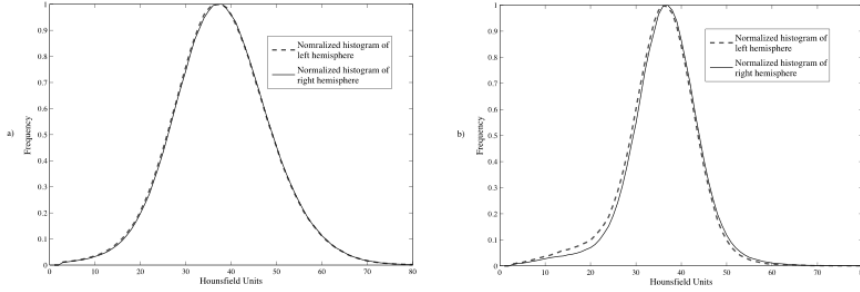 a)
Frequency
1
0.9
0.8
0.7
0.6
0.5
0.4
0.3
0.2
0.1
0
0 10 20 30 40 50 60 70 80
Hounsfield Units
Nomralized histogram of
left hemisphere
Normalized histogram of
right hemisphere
b)
Frequency
1
0.9
0.8
0.7
0.6
0.5
0.4
0.3
0.2
0.1
0
0 10 20 30 40 50 60 70 80
Hounsfield Units
Normalized histogram of
left hemisphere
Normalized histogram of
right hemisphere